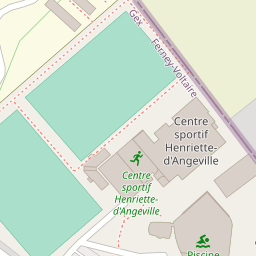 Gex
Ferney-Voltaire
Centre
sportif
Henriette-
d'Angeville
Centre
sportif
Henriette-
d'Angeville
Piscine